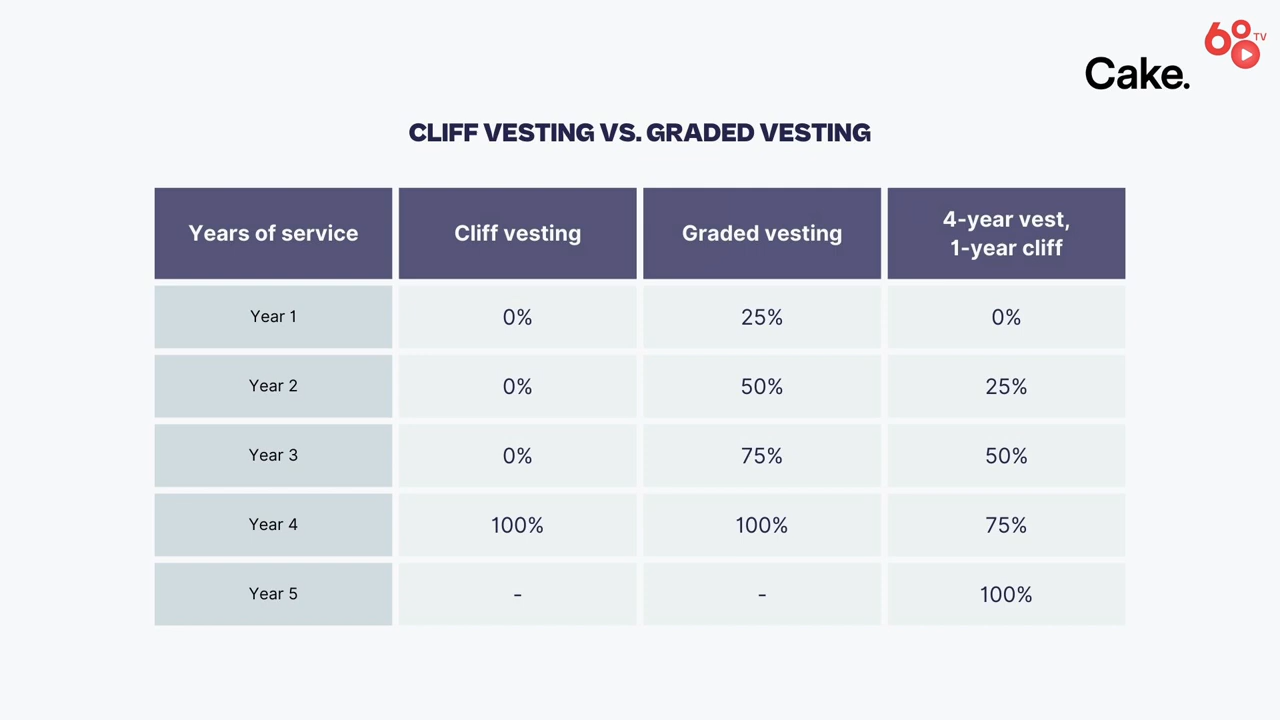 68 TV
Cake.
CLIFF VESTING VS. GRADED VESTING
Years of service Cliff vesting Graded vesting 4-year vest,
1-year cliff
Year 1 0% 25% 0%
Year 2 0% 50% 25%
Year 3 0% 75% 50%
Year 4 100% 100% 75%
Year 5 - - 100%